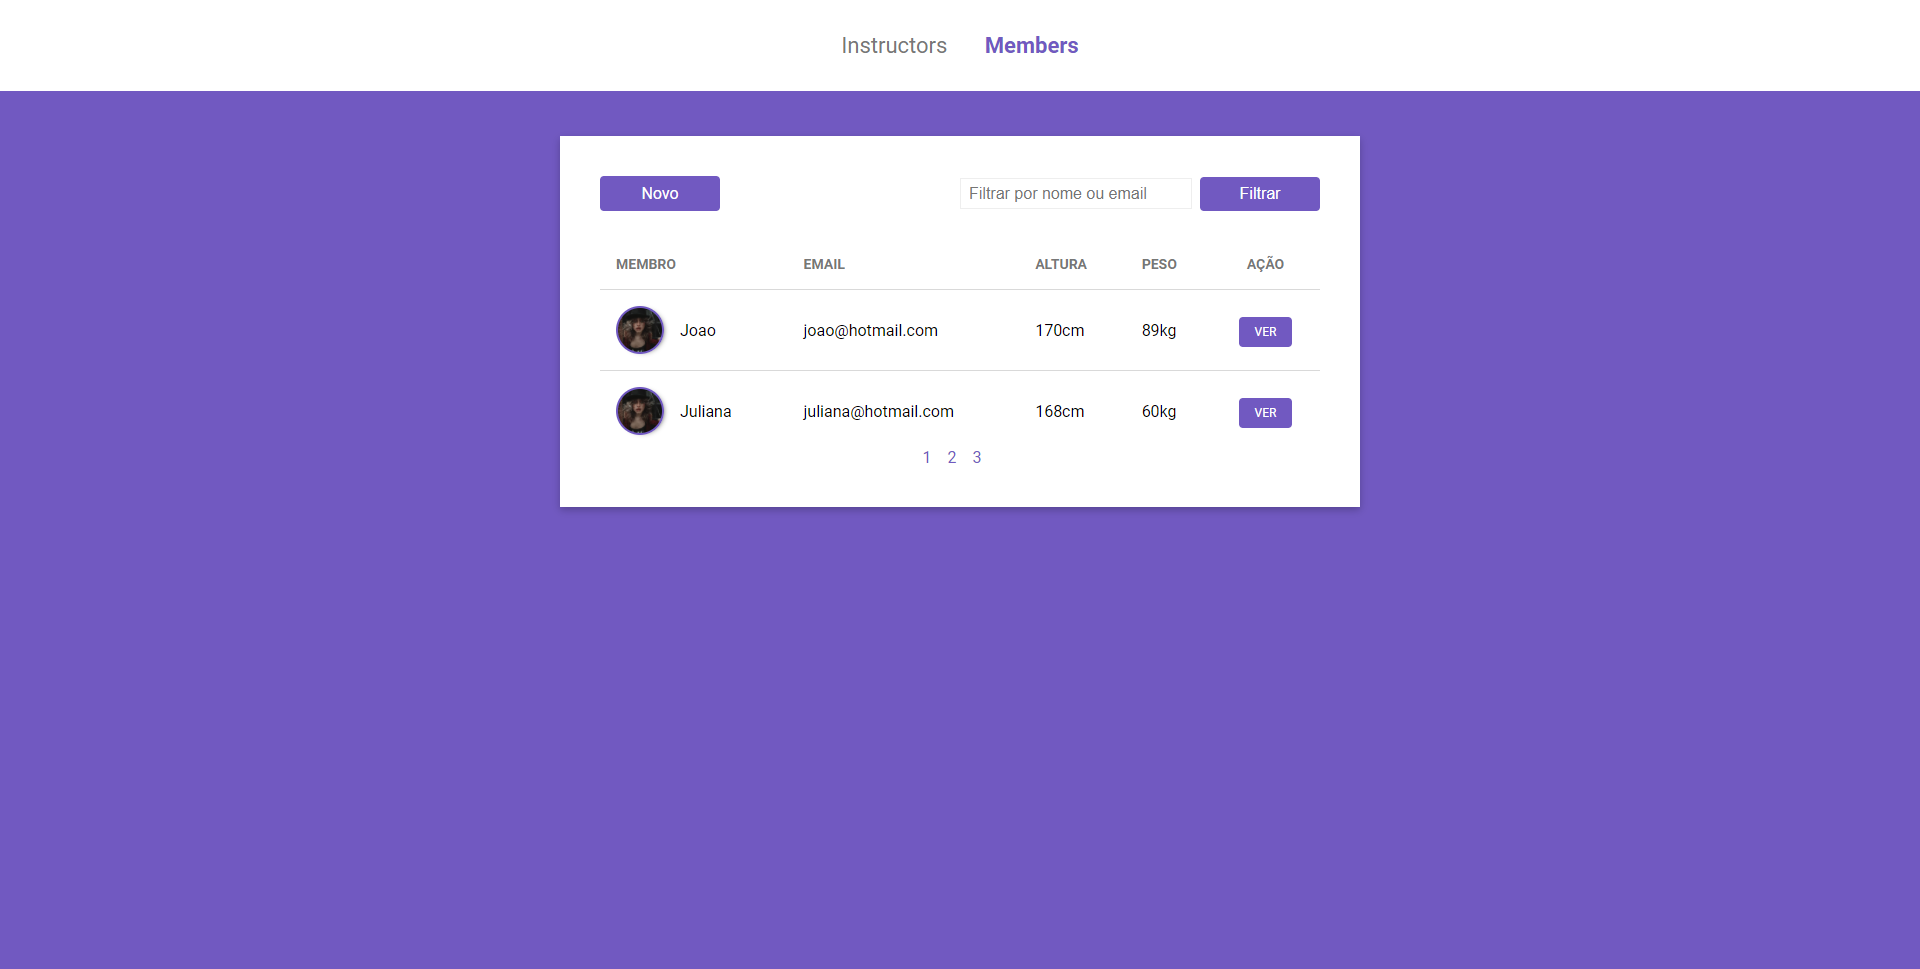 Instructors Members
Novo Filtrar por nome ou email Filtrar
MEMBRO EMAIL ALTURA PESO AÇÃO
Joao joao@hotmail.com 170cm 89kg VER
Juliana juliana@hotmail.com 168cm 60kg VER
1 2 3